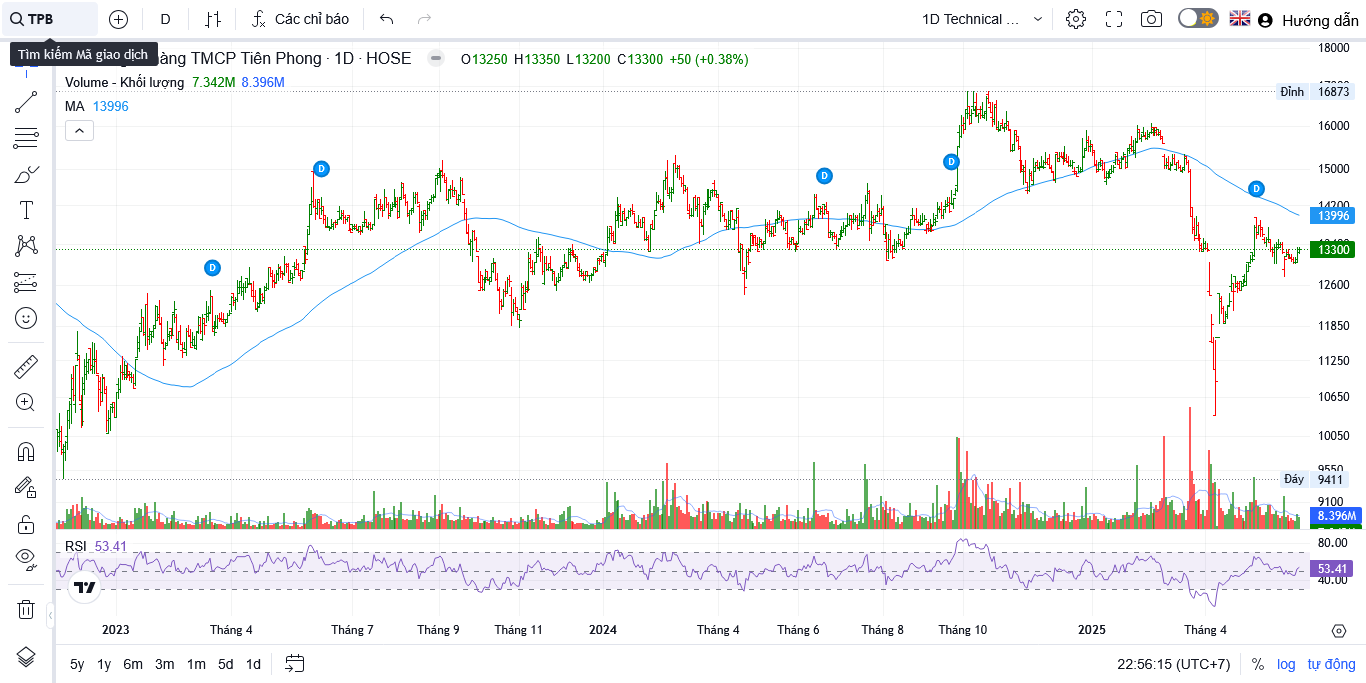 TPB
D
Các chỉ báo
1D Technical ...
Hướng dẫn
Tìm kiếm Mã giao dịch
àng TMCP Tiên Phong · 1D · HOSE
O13250 H13350 L13200 C13300 +50 (+0.38%)
Volume - Khối lượng 7.342M 8.396M
MA 13996
18000
Đỉnh 16873
16000
15000
14200
13996
13300
12600
11850
11250
10650
10050
9550
Đáy 9411
9100
8.396M
D
D
D
D
D
RSI 53.41
80.00
53.41
40.00
2023 Tháng 4 Tháng 7 Tháng 9 Tháng 11 2024 Tháng 4 Tháng 6 Tháng 8 Tháng 10 2025 Tháng 4
5y 1y 6m 3m 1m 5d 1d
22:56:15 (UTC+7) % log tự động